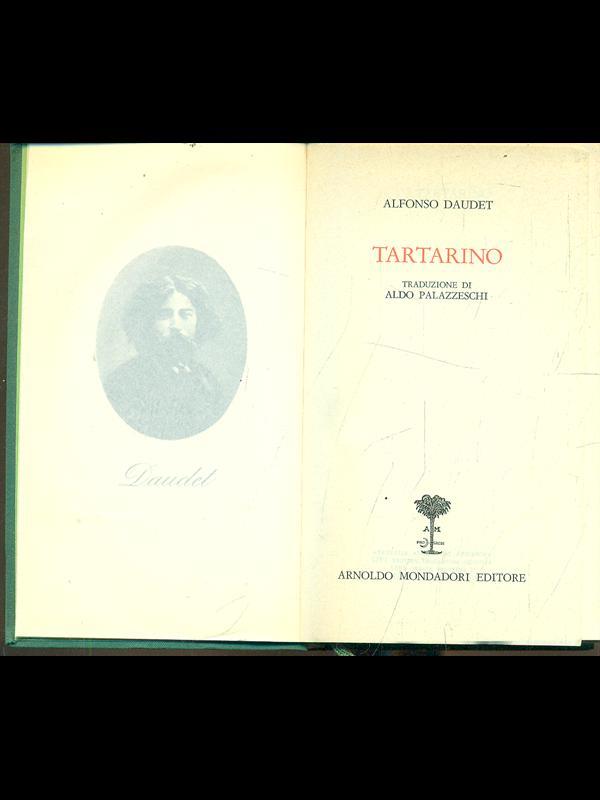 Daudet
ALFONSO DAUDET
TARTARINO
TRADUZIONE DI
ALDO PALAZZESCHI
A M
ARNOLDO MONDADORI EDITORE